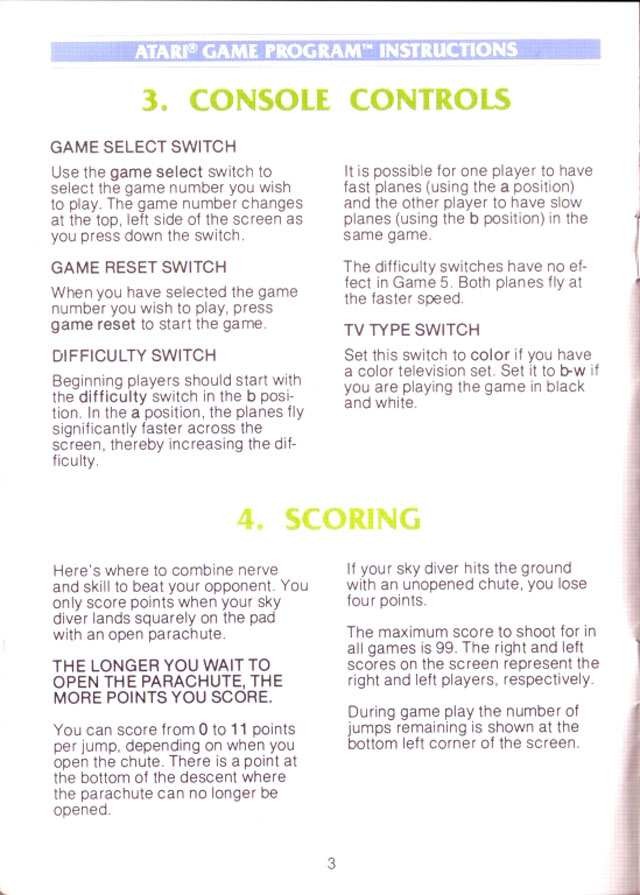 ATARI® GAME PROGRAM™ INSTRUCTIONS
3. CONSOLE CONTROLS
GAME SELECT SWITCH
Use the game select switch to
select the game number you wish
to play. The game number changes
at the top, left side of the screen as
you press down the switch.
GAME RESET SWITCH
When you have selected the game
number you wish to play, press
game reset to start the game.
DIFFICULTY SWITCH
Beginning players should start with
the difficulty switch in the b posi-
tion. In the a position, the planes fly
significantly faster across the
screen, thereby increasing the dif-
ficulty.
It is possible for one player to have
fast planes (using the a position)
and the other player to have slow
planes (using the b position) in the
same game.
The difficulty switches have no ef-
fect in Game 5. Both planes fly at
the faster speed.
TV TYPE SWITCH
Set this switch to color if you have
a color television set. Set it to b-w if
you are playing the game in black
and white.
4. SCORING
Here's where to combine nerve
and skill to beat your opponent. You
only score points when your sky
diver lands squarely on the pad
with an open parachute.
THE LONGER YOU WAIT TO
OPEN THE PARACHUTE, THE
MORE POINTS YOU SCORE.
You can score from 0 to 11 points
per jump, depending on when you
open the chute. There is a point at
the bottom of the descent where
the parachute can no longer be
opened.
If your sky diver hits the ground
with an unopened chute, you lose
four points.
The maximum score to shoot for in
all games is 99. The right and left
scores on the screen represent the
right and left players, respectively.
During game play the number of
jumps remaining is shown at the
bottom left corner of the screen.
3